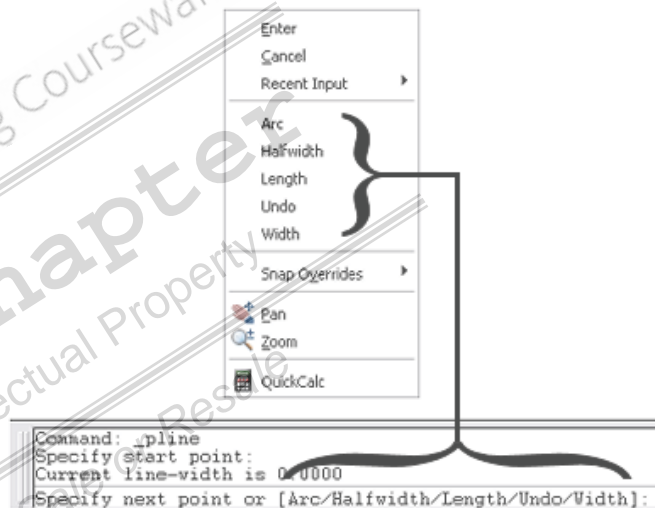 Enter
Cancel
Recent Input
Arc
Halfwidth
Length
Undo
Width
Snap Overrides
Pan
Zoom
QuickCalc
Command: _pline
Specify start point:
Current line-width is 0.0000
Specify next point or [Arc/Halfwidth/Length/Undo/Width]: